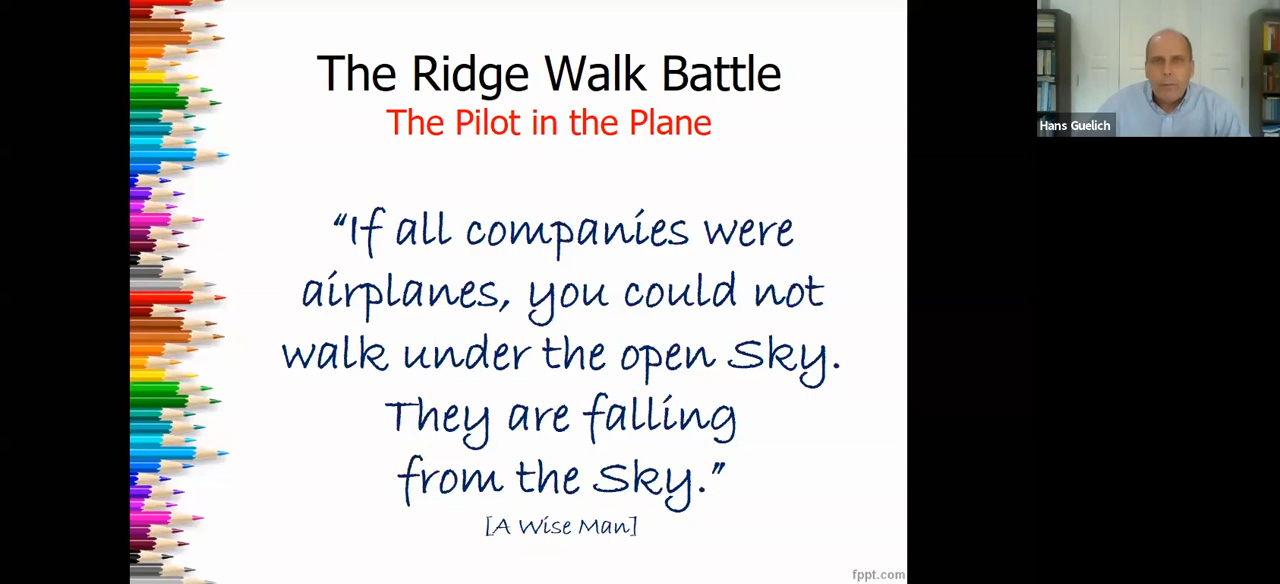 The Ridge Walk Battle
The Pilot in the Plane
“If all companies were
airplanes, you could not
walk under the open Sky.
They are falling
from the Sky.”
[A Wise Man]
fppt.com
Hans Guelich